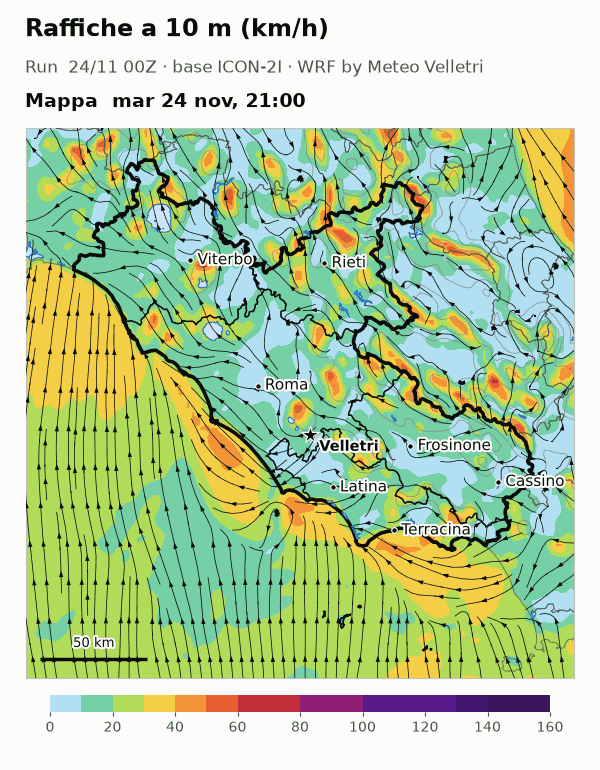 Raffiche a 10 m (km/h)
Run 24/11 00Z · base ICON-2I · WRF by Meteo Velletri
Mappa mar 24 nov, 21:00
Viterbo
Rieti
Roma
Velletri
Frosinone
Latina
Cassino
Terracina
50 km
0 20 40 60 80 100 120 140 160